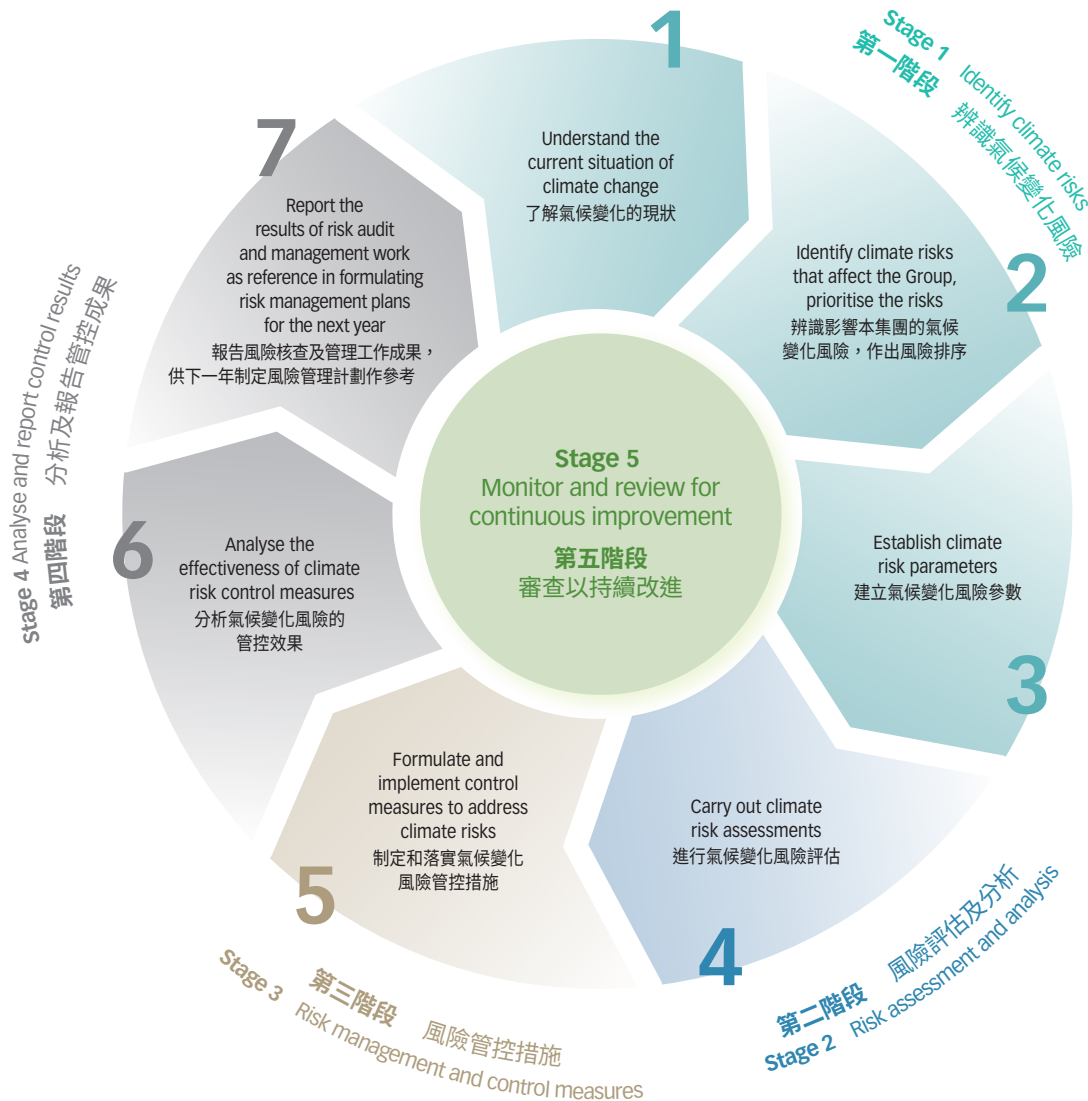 Stage 1 Identify climate risks
第一階段 辨識氣候變化風險
1
Understand the
current situation of
climate change
了解氣候變化的現狀
2
Identify climate risks
that affect the Group,
prioritise the risks
辨識影響本集團的氣候
變化風險，作出風險排序
3
Establish climate
risk parameters
建立氣候變化風險參數
4
Carry out climate
risk assessments
進行氣候變化風險評估
第二階段 風險評估及分析
Stage 2 Risk assessment and analysis
5
Formulate and
implement control
measures to address
climate risks
制定和落實氣候變化
風險管控措施
第三階段 風險管控措施
Stage 3 Risk management and control measures
6
Analyse the
effectiveness of climate
risk control measures
分析氣候變化風險的
管控效果
7
Report the
results of risk audit
and management work
as reference in formulating
risk management plans
for the next year
報告風險核查及管理工作成果，
供下一年制定風險管理計劃作參考
Stage 4 Analyse and report control results
第四階段 分析及報告管控成果
Stage 5
Monitor and review for
continuous improvement
第五階段
審查以持續改進